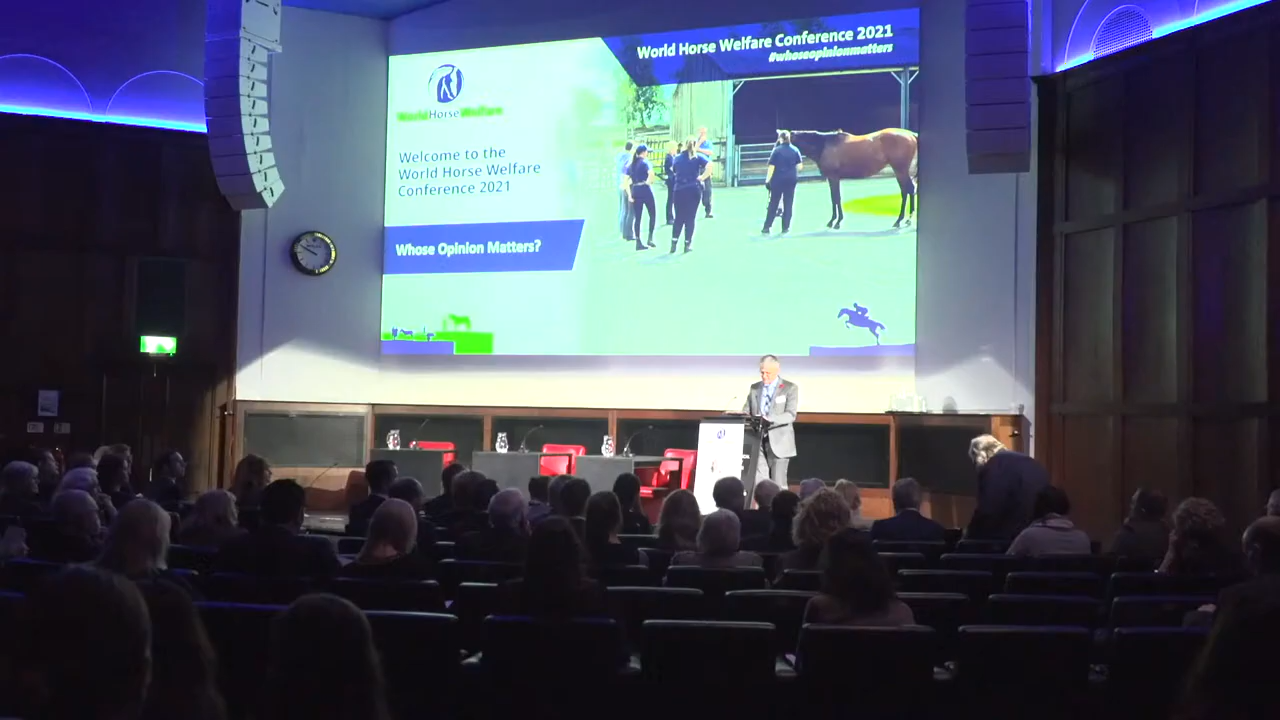 World Horse Welfare Conference 2021
#whoseopinionmatters
World Horse Welfare
Welcome to the
World Horse Welfare
Conference 2021
Whose Opinion Matters?